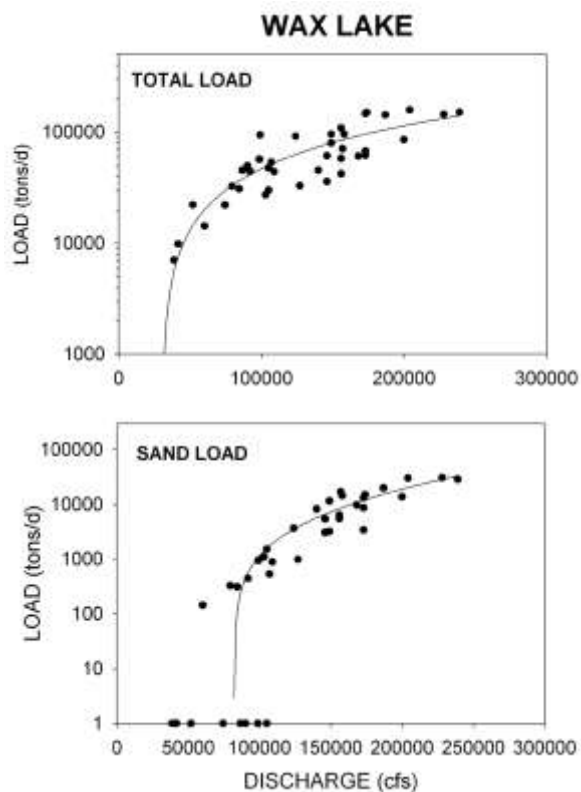 WAX LAKE
TOTAL LOAD
LOAD (tons/d)
100000
10000
1000
0 100000 200000 300000
SAND LOAD
LOAD (tons/d)
100000
10000
1000
100
10
1
0 50000 100000 150000 200000 250000 300000
DISCHARGE (cfs)